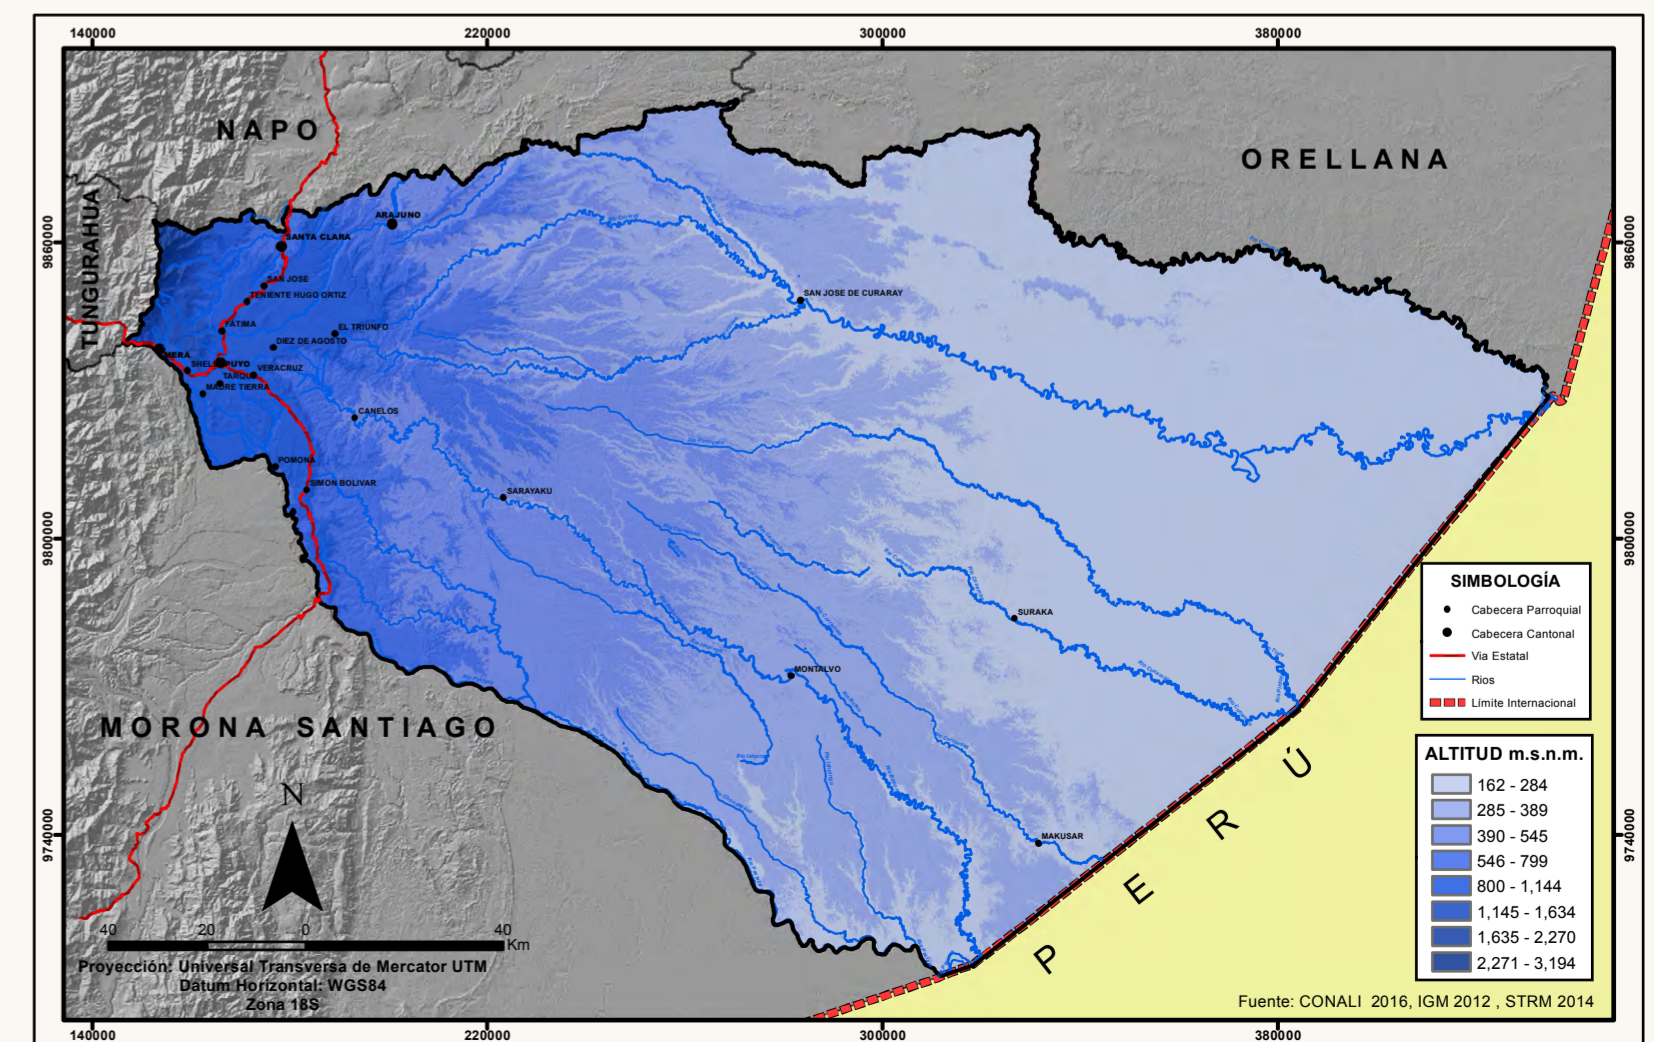 140000
220000
300000
380000
NAPO
ORELLANA
TUNGURAHUA
9860000
9860000
ARAJUNO
SANTA CLARA
SAN JOSE
TENIENTE HUGO ORTIZ
SAN JOSE DE CURARAY
FATIMA
EL TRIUNFO
DIEZ DE AGOSTO
MERA
SHELL
PUYO
VERACRUZ
TARQUI
MADRE TIERRA
CANELOS
POMONA
SIMON BOLIVAR
SARAYAKU
9800000
9800000
SURAKA
MONTALVO
MORONA SANTIAGO
MAKUSAR
9740000
9740000
PERÚ
SIMBOLOGÍA
Cabecera Parroquial
Cabecera Cantonal
Via Estatal
Rios
Límite Internacional
ALTITUD m.s.n.m.
162 - 284
285 - 389
390 - 545
546 - 799
800 - 1,144
1,145 - 1,634
1,635 - 2,270
2,271 - 3,194
N
40 20 0 40
Km
Proyección: Universal Transversa de Mercator UTM
Datum Horizontal: WGS84
Zona 18S
Fuente: CONALI 2016, IGM 2012 , STRM 2014
140000
220000
300000
380000